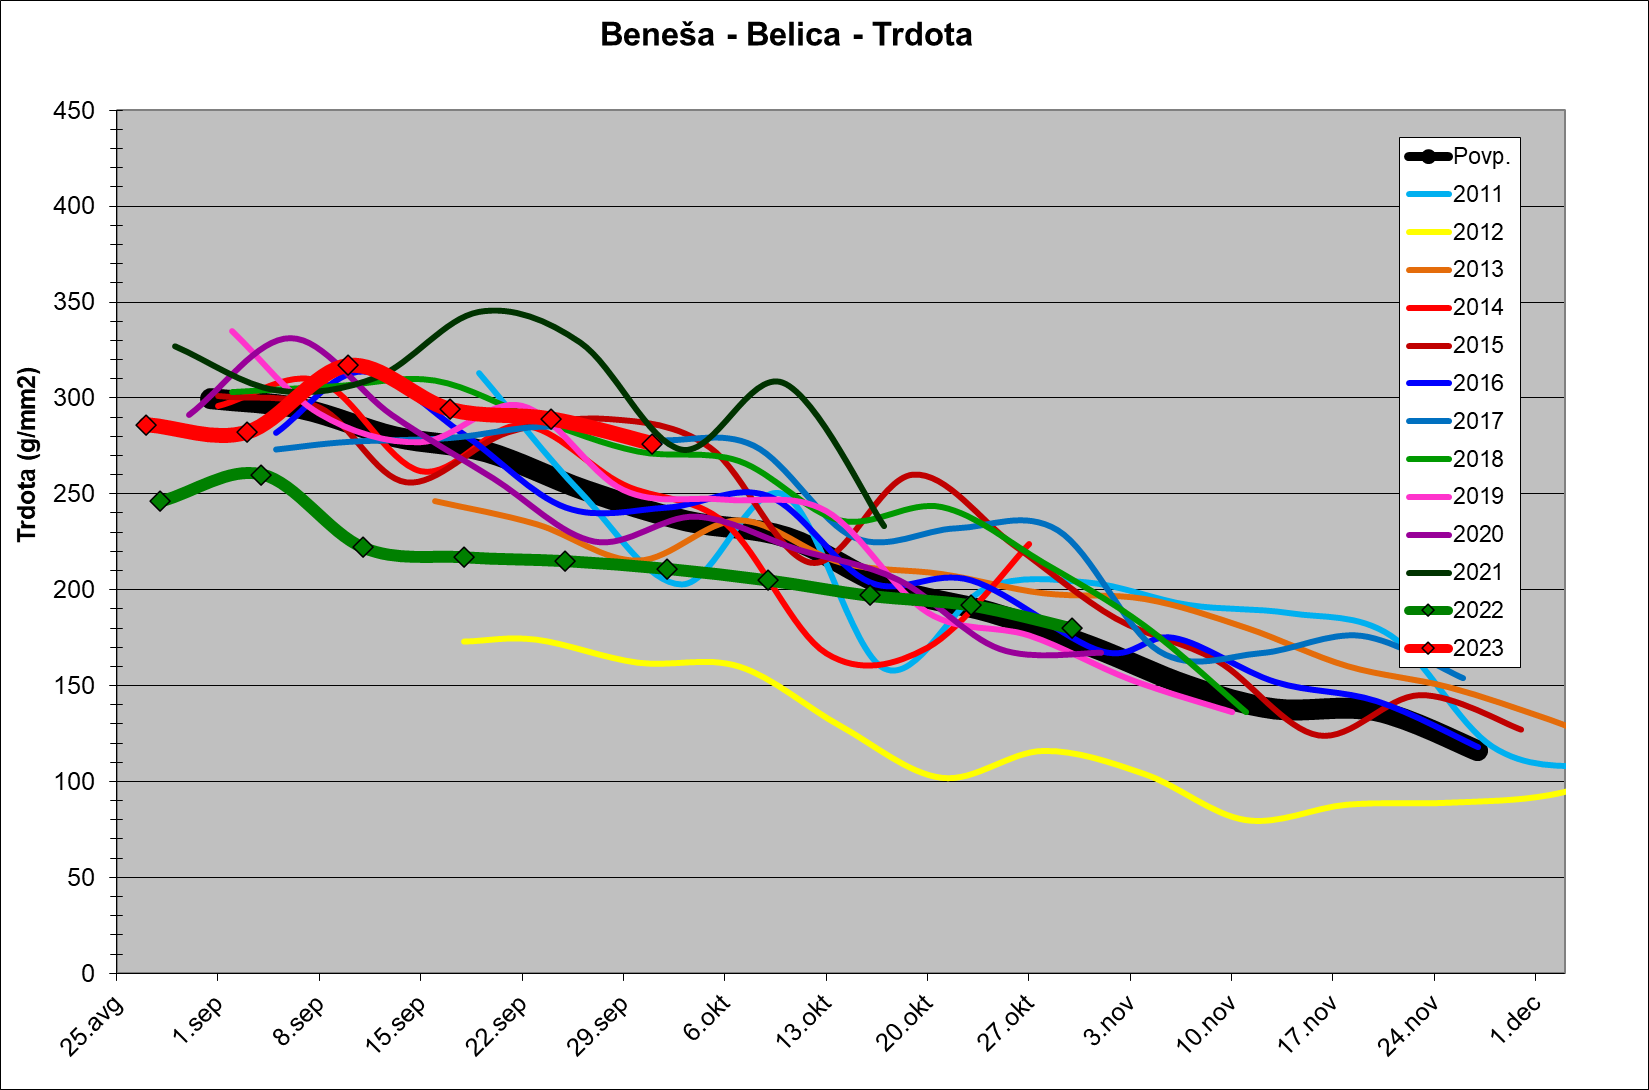 Beneša - Belica - Trdota
Trdota (g/mm2)
450
400
350
300
250
200
150
100
50
0
25.avg
1.sep
8.sep
15.sep
22.sep
29.sep
6.okt
13.okt
20.okt
27.okt
3.nov
10.nov
17.nov
24.nov
1.dec
Povp.
2011
2012
2013
2014
2015
2016
2017
2018
2019
2020
2021
2022
2023